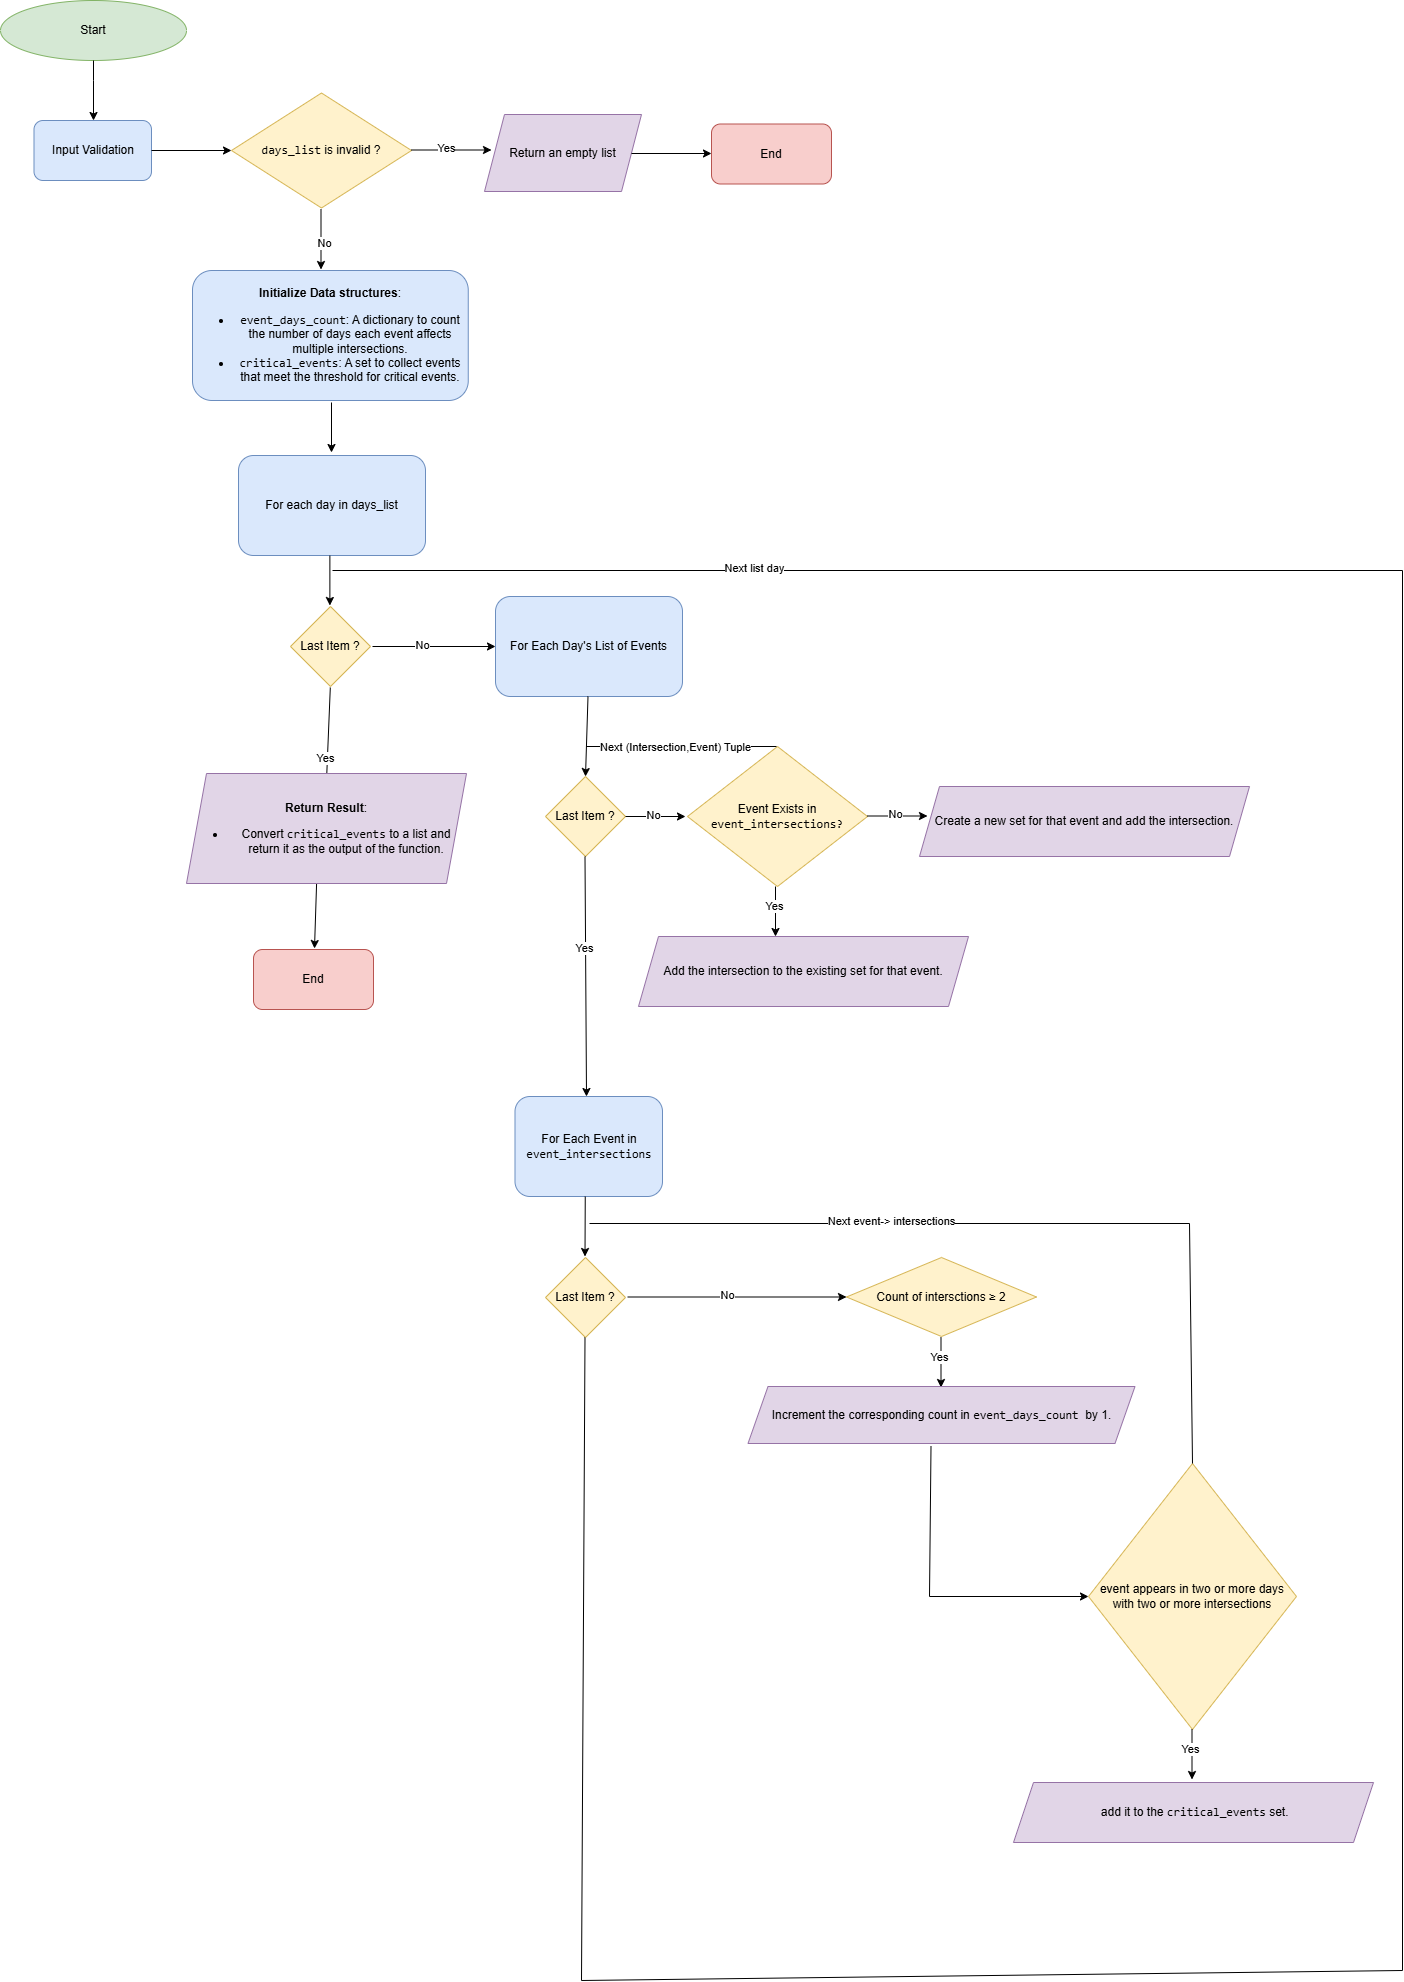 Start
Input Validation
days_list is invalid ?
Yes
Return an empty list
End
No
Initialize Data structures:
event_days_count: A dictionary to count
the number of days each event affects
multiple intersections.
critical_events: A set to collect events
that meet the threshold for critical events.
For each day in days_list
Next list day
Last Item ?
No
For Each Day's List of Events
Yes
Next (Intersection,Event) Tuple
Last Item ?
No
Event Exists in
event_intersections?
No
Create a new set for that event and add the intersection.
Return Result:
Convert critical_events to a list and
return it as the output of the function.
Yes
Add the intersection to the existing set for that event.
Yes
End
For Each Event in
event_intersections
Next event-> intersections
Last Item ?
No
Count of intersctions ≥ 2
Yes
Increment the corresponding count in event_days_count by 1.
event appears in two or more days
with two or more intersections
Yes
add it to the critical_events set.